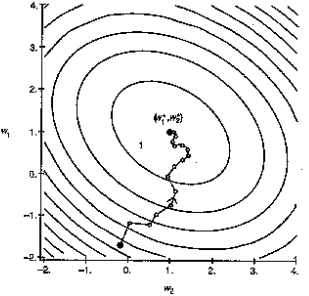 4.
3.
2.
w₁
1.
0.
-1.
-2.
(w₁*, w₂*)
1
-2. -1. 0. 1. 2. 3. 4.
w₂